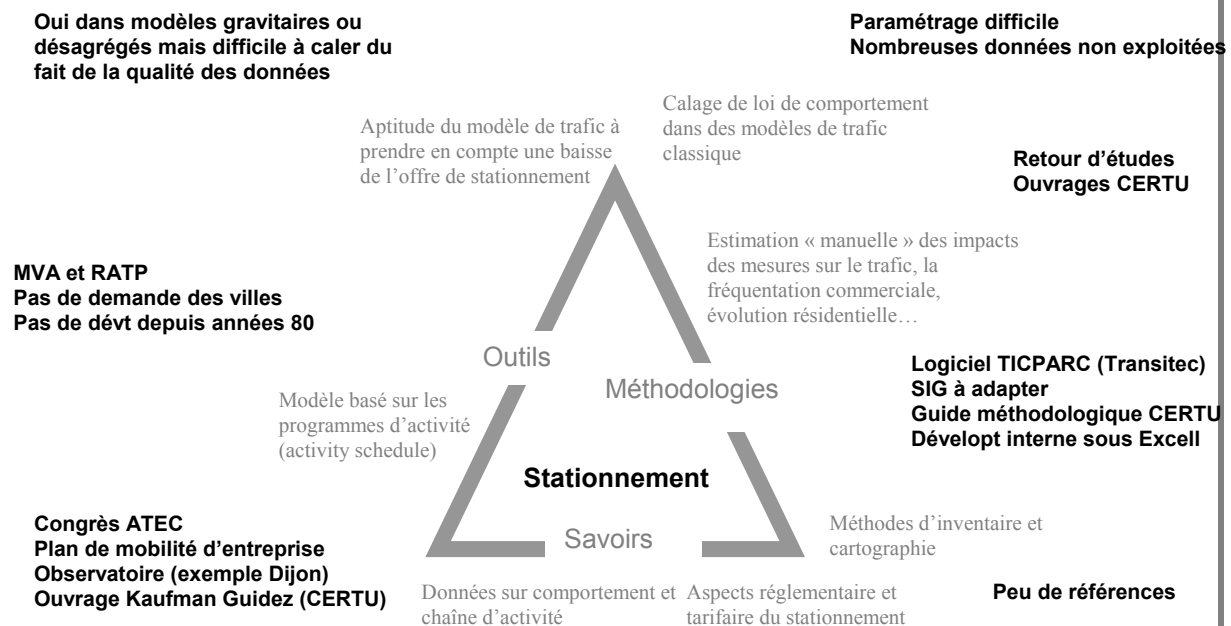 Oui dans modèles gravitaires ou
désagrégés mais difficile à caler du
fait de la qualité des données
Paramétrage difficile
Nombreuses données non exploitées
Aptitude du modèle de trafic à
prendre en compte une baisse
de l'offre de stationnement
Calage de loi de comportement
dans des modèles de trafic
classique
Retour d'études
Ouvrages CERTU
Estimation « manuelle » des impacts
des mesures sur le trafic, la
fréquentation commerciale,
évolution résidentielle…
MVA et RATP
Pas de demande des villes
Pas de dévt depuis années 80
Outils
Méthodologies
Logiciel TICPARC (Transitec)
SIG à adapter
Guide méthodologique CERTU
Dévelopt interne sous Excell
Modèle basé sur les
programmes d'activité
(activity schedule)
Stationnement
Savoirs
Congrès ATEC
Plan de mobilité d'entreprise
Observatoire (exemple Dijon)
Ouvrage Kaufman Guidez (CERTU)
Méthodes d'inventaire et
cartographie
Données sur comportement et
chaîne d'activité
Aspects réglementaire et
tarifaire du stationnement
Peu de références